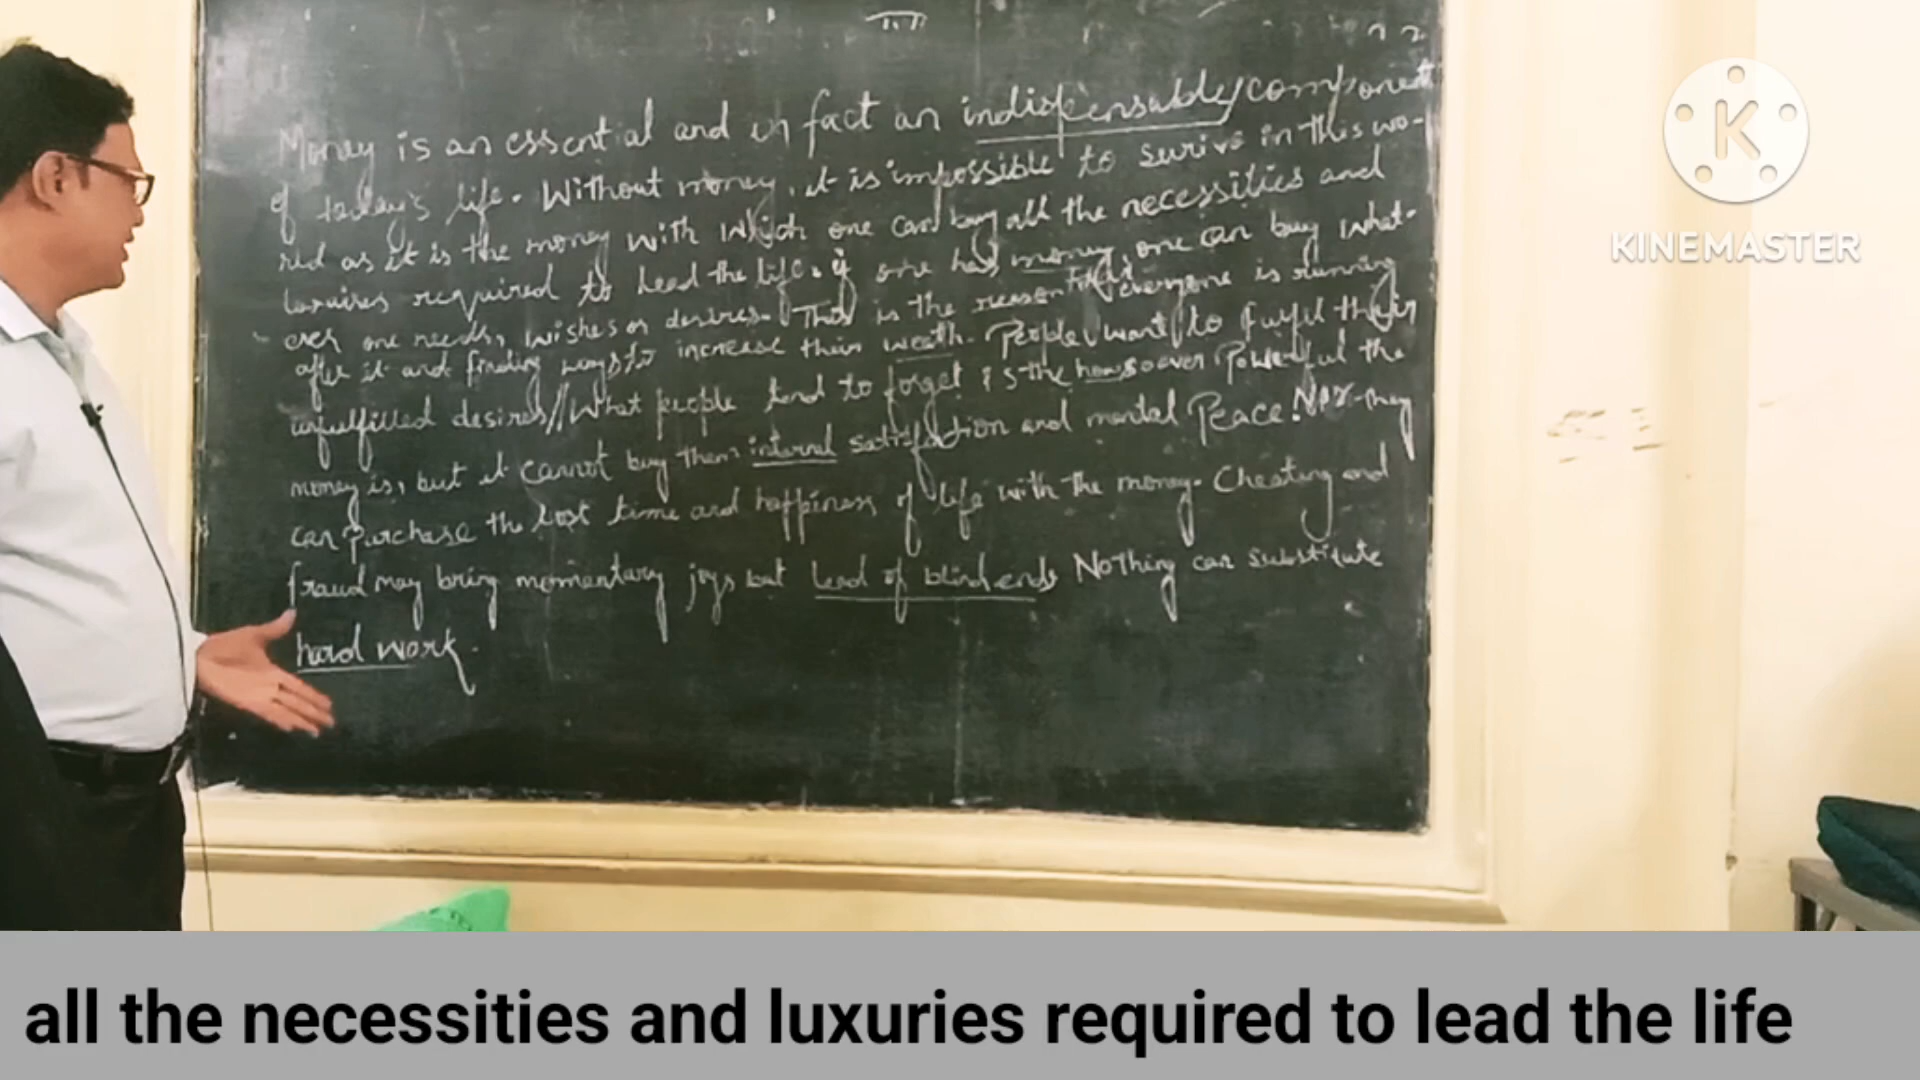 Money is an essential and in fact an indispensable component
of today's life. Without money, it is impossible to surive in this wo-
rld as it is the money with which one can buy all the necessities and
luxuries required to lead the life. if one has money, one can buy what-
ever one needs, wishes or desires. This is the reason that everyone is running
after it and finding ways to increase their wealth. People want to fulfil their
unfulfilled desires // What people tend to forget is the howsoever Powerful the
money is, but it cannot buy them internal satisfaction and mental Peace. Nor they
can purchase the lost time and happiness of life with the money. Cheating and
fraud may bring momentary joys but lead of blind ends Nothing can substitute
hard work.
K
KINEMASTER
all the necessities and luxuries required to lead the life